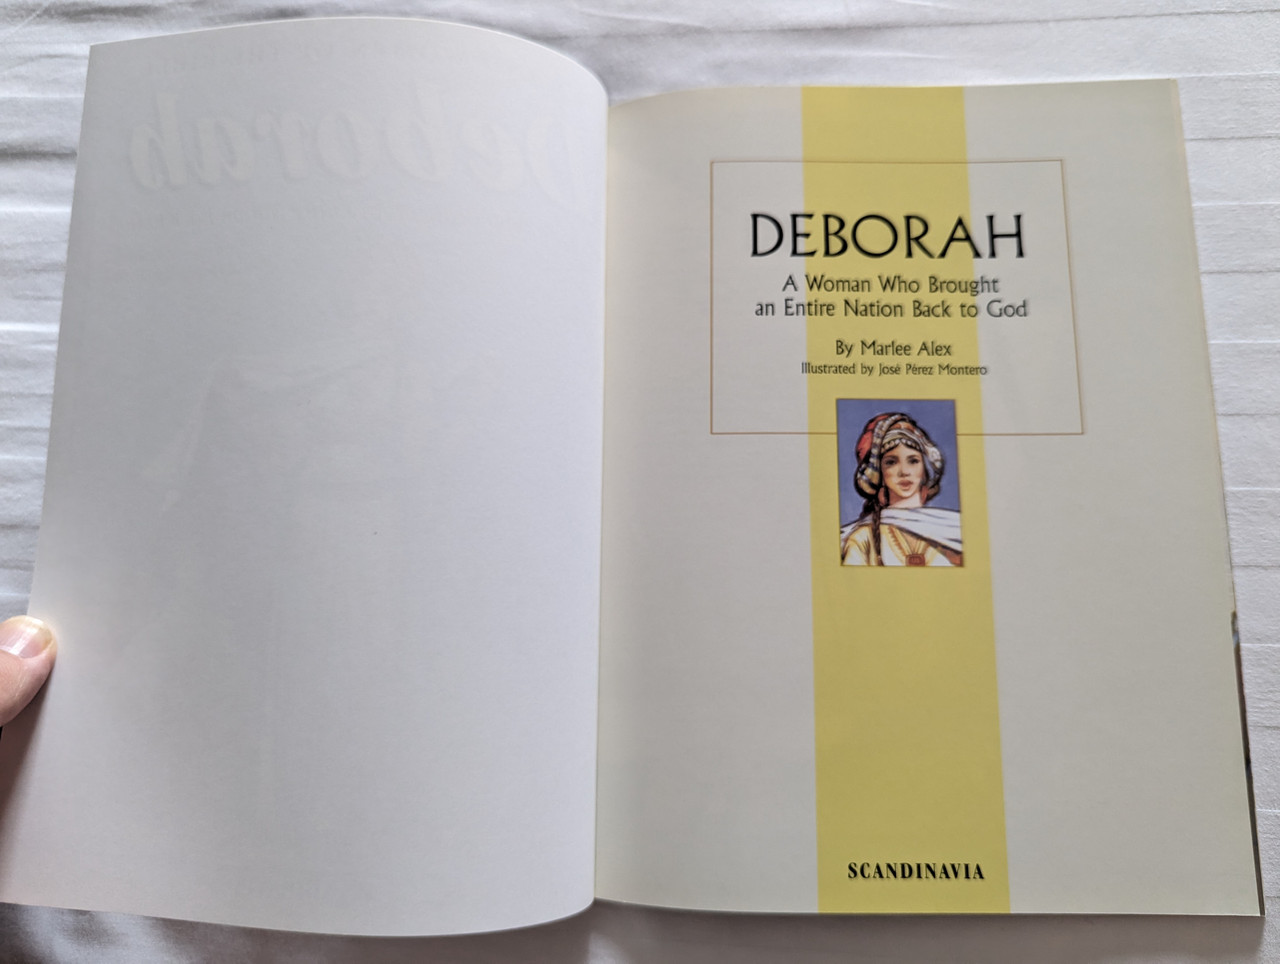 Deborah
DEBORAH
A Woman Who Brought
an Entire Nation Back to God
By Marlee Alex
Illustrated by José Pérez Montero
SCANDINAVIA